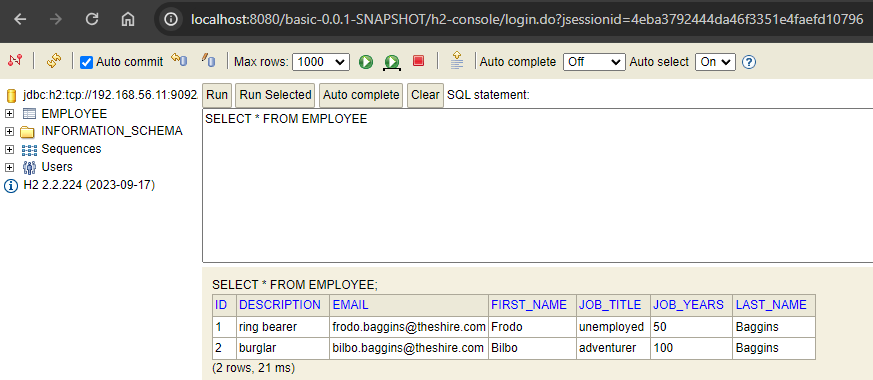 localhost:8080/basic-0.0.1-SNAPSHOT/h2-console/login.do?jsessionid=4eba3792444da46f3351e4faefd10796
Auto commit Max rows: 1000 Auto complete Off Auto select On
jdbc:h2:tcp://192.168.56.11:9092
EMPLOYEE
INFORMATION_SCHEMA
Sequences
Users
H2 2.2.224 (2023-09-17)
Run Run Selected Auto complete Clear SQL statement:
SELECT * FROM EMPLOYEE
SELECT * FROM EMPLOYEE;
ID DESCRIPTION EMAIL FIRST_NAME JOB_TITLE JOB_YEARS LAST_NAME
1 ring bearer frodo.baggins@theshire.com Frodo unemployed 50 Baggins
2 burglar bilbo.baggins@theshire.com Bilbo adventurer 100 Baggins
(2 rows, 21 ms)